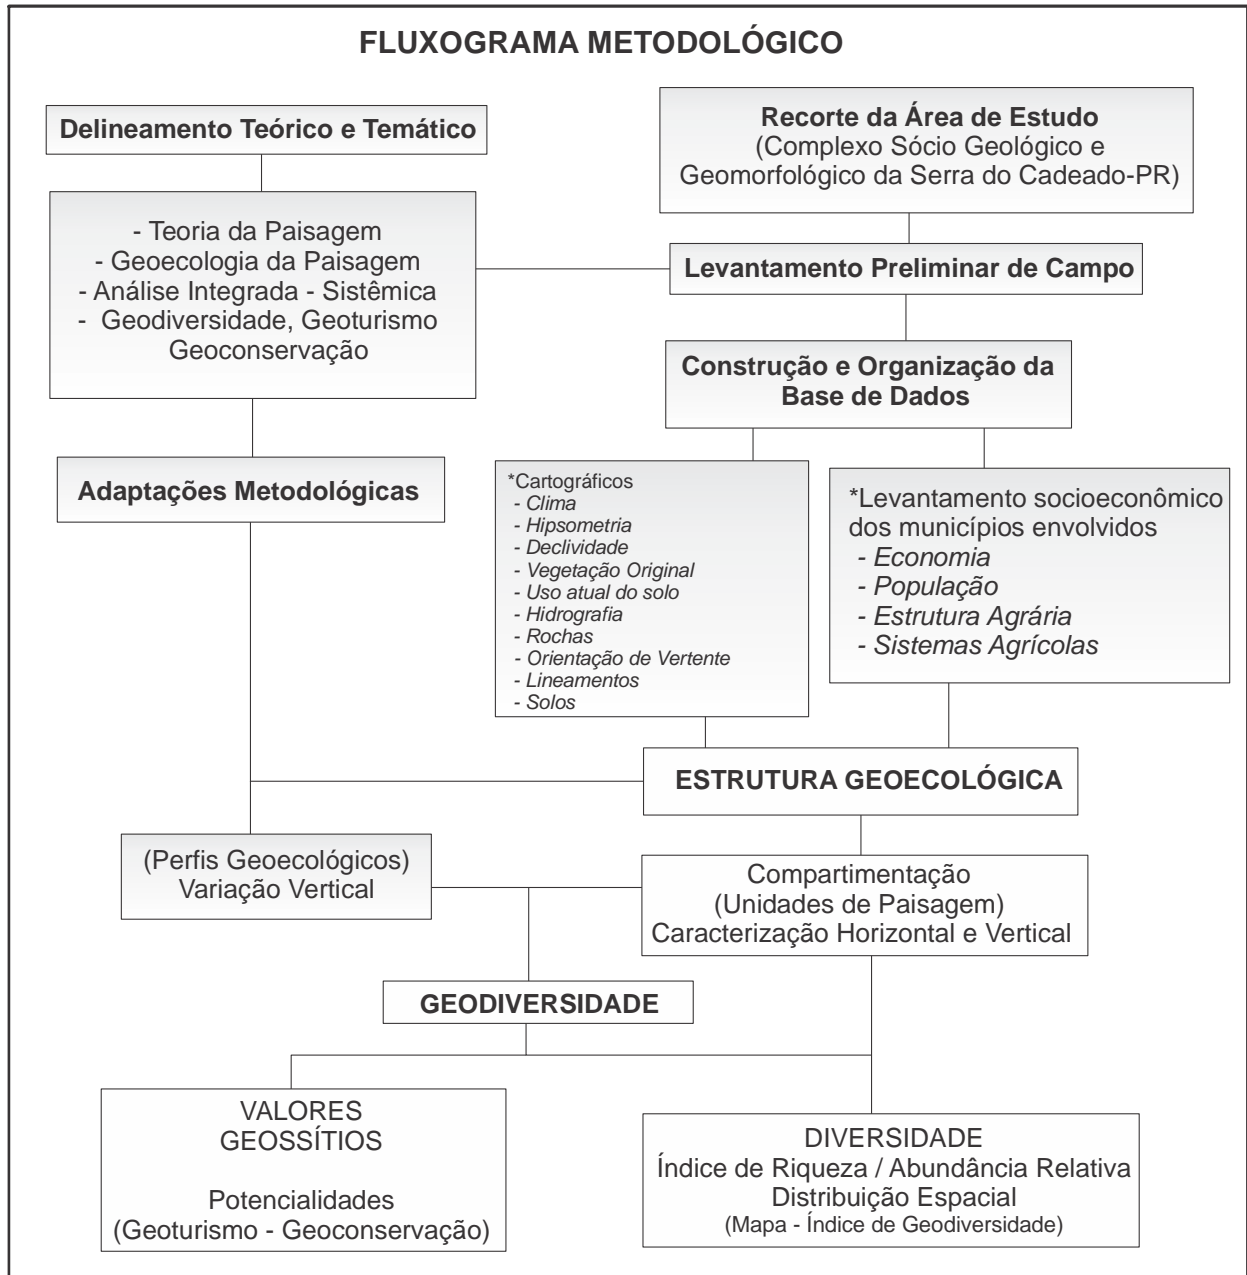 FLUXOGRAMA METODOLÓGICO
Delineamento Teórico e Temático
Recorte da Área de Estudo
(Complexo Sócio Geológico e
Geomorfológico da Serra do Cadeado-PR)
- Teoria da Paisagem
- Geoecologia da Paisagem
- Análise Integrada - Sistêmica
- Geodiversidade, Geoturismo
Geoconservação
Levantamento Preliminar de Campo
Construção e Organização da
Base de Dados
Adaptações Metodológicas
*Cartográficos
- Clima
- Hipsometria
- Declividade
- Vegetação Original
- Uso atual do solo
- Hidrografia
- Rochas
- Orientação de Vertente
- Lineamentos
- Solos
*Levantamento socioeconômico
dos municípios envolvidos
- Economia
- População
- Estrutura Agrária
- Sistemas Agrícolas
ESTRUTURA GEOECOLÓGICA
(Perfis Geoecológicos)
Variação Vertical
Compartimentação
(Unidades de Paisagem)
Caracterização Horizontal e Vertical
GEODIVERSIDADE
VALORES
GEOSSÍTIOS
Potencialidades
(Geoturismo - Geoconservação)
DIVERSIDADE
Índice de Riqueza / Abundância Relativa
Distribuição Espacial
(Mapa - Índice de Geodiversidade)